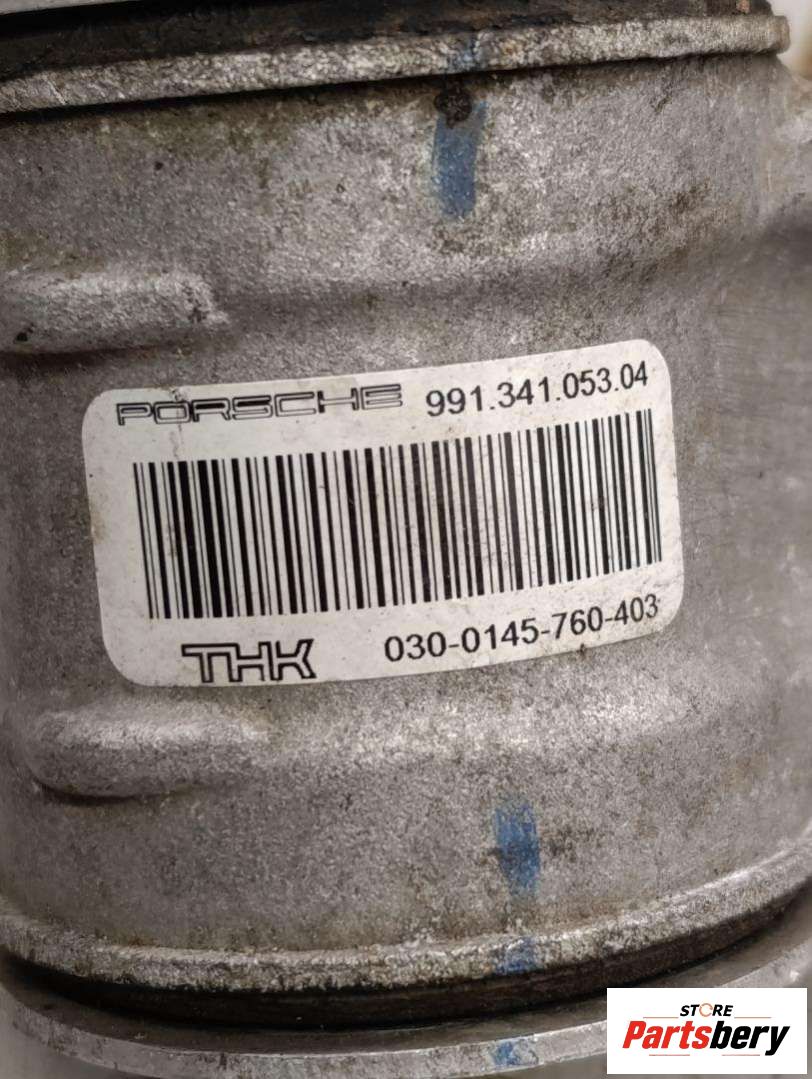 PORSCHE 991.341.053.04
THK 030-0145-760-403
STORE
Partsbery